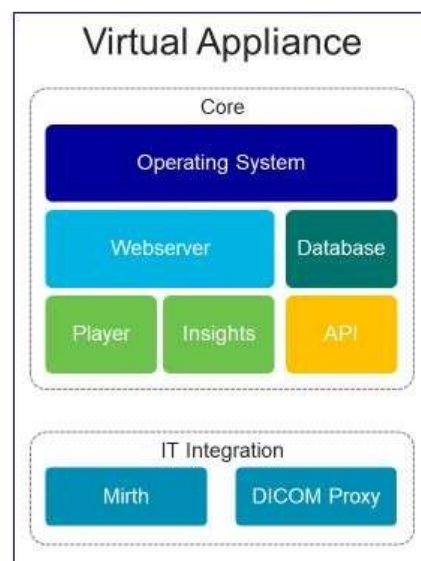 Virtual Appliance
Core
Operating System
Webserver
Database
Player
Insights
API
IT Integration
Mirth
DICOM Proxy